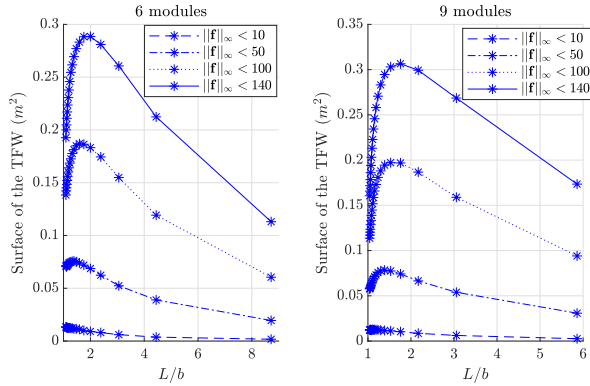 6 modules
||f||∞ < 10
||f||∞ < 50
||f||∞ < 100
||f||∞ < 140
Surface of the TFW (m²)
0.3
0.25
0.2
0.15
0.1
0.05
0
2 4 6 8
L/b
9 modules
||f||∞ < 10
||f||∞ < 50
||f||∞ < 100
||f||∞ < 140
Surface of the TFW (m²)
0.35
0.3
0.25
0.2
0.15
0.1
0.05
0
1 2 3 4 5 6
L/b